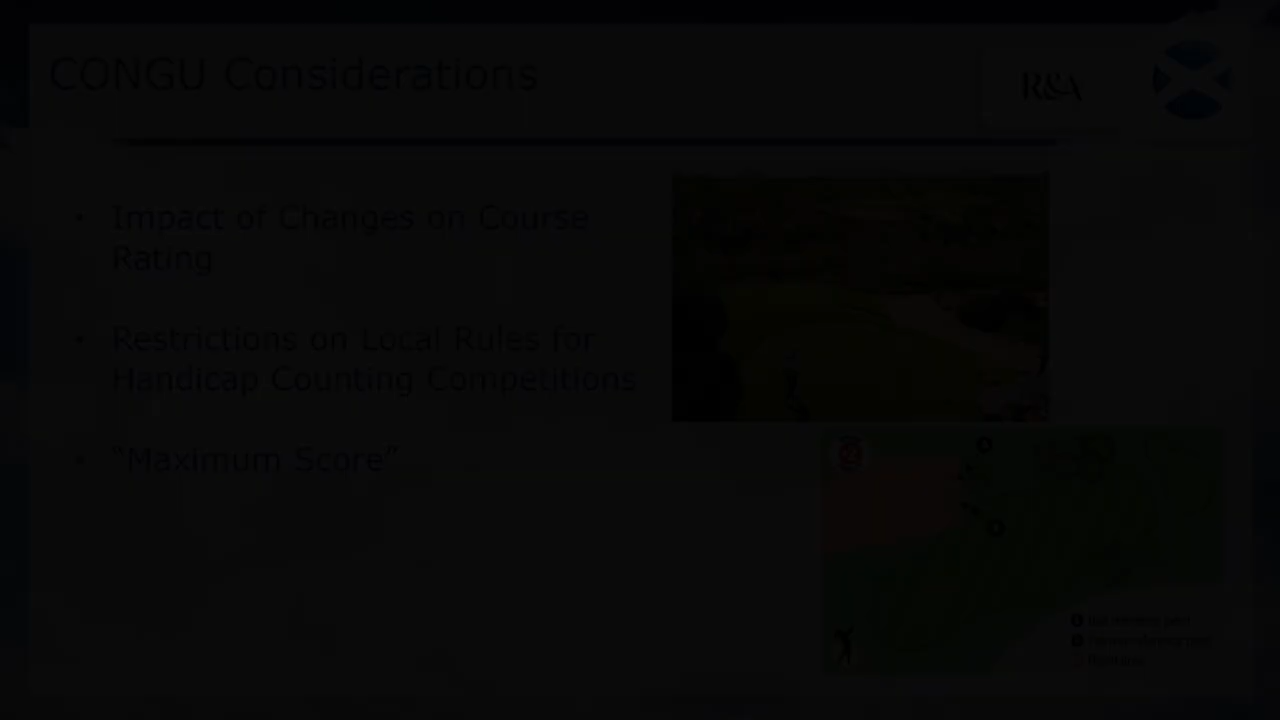 CONGU Considerations
R&A
• Impact of Changes on Course
Rating
• Restrictions on Local Rules for
Handicap Counting Competitions
• “Maximum Score”